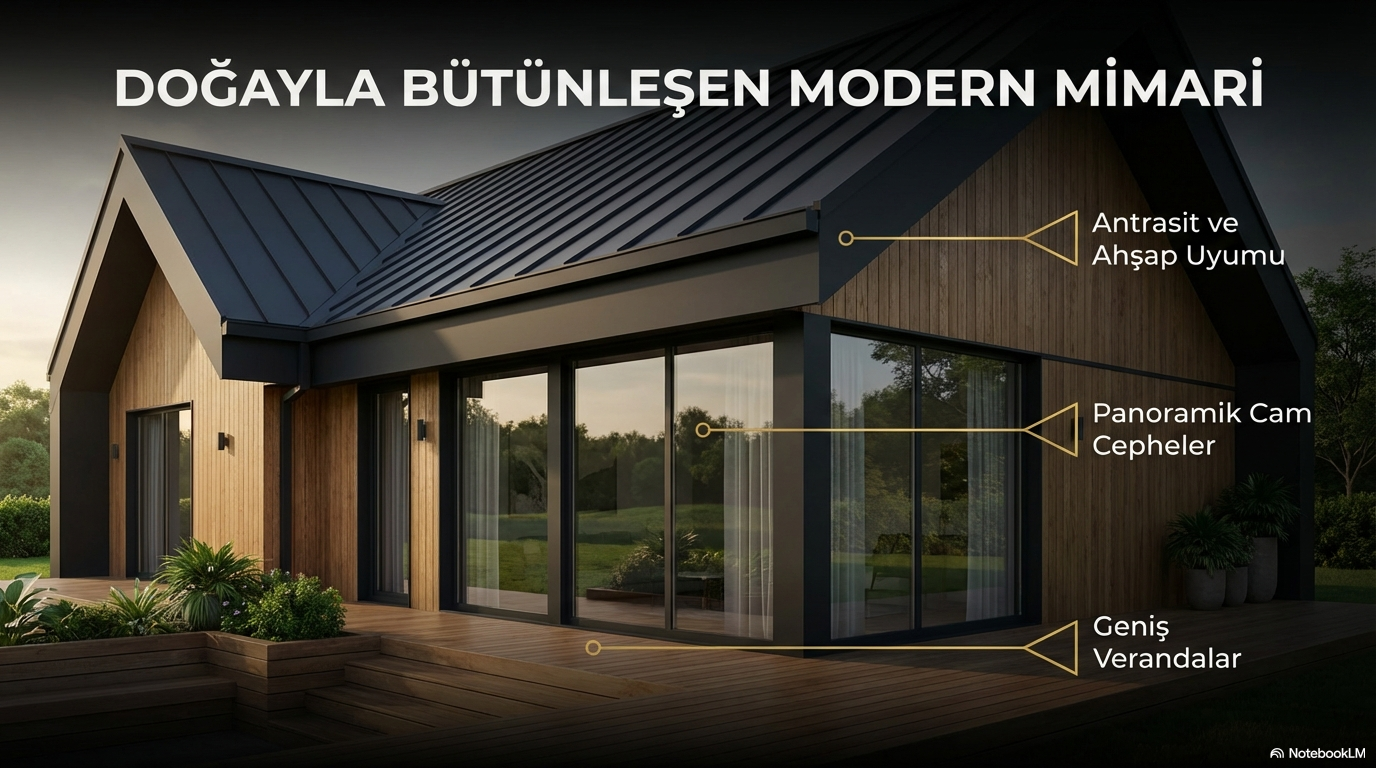 DOĞAYLA BÜTÜNLEŞEN MODERN MİMARİ
Antrasit ve
Ahşap Uyumu
Panoramik Cam
Cepheler
Geniş
Verandalar
NotebookLM